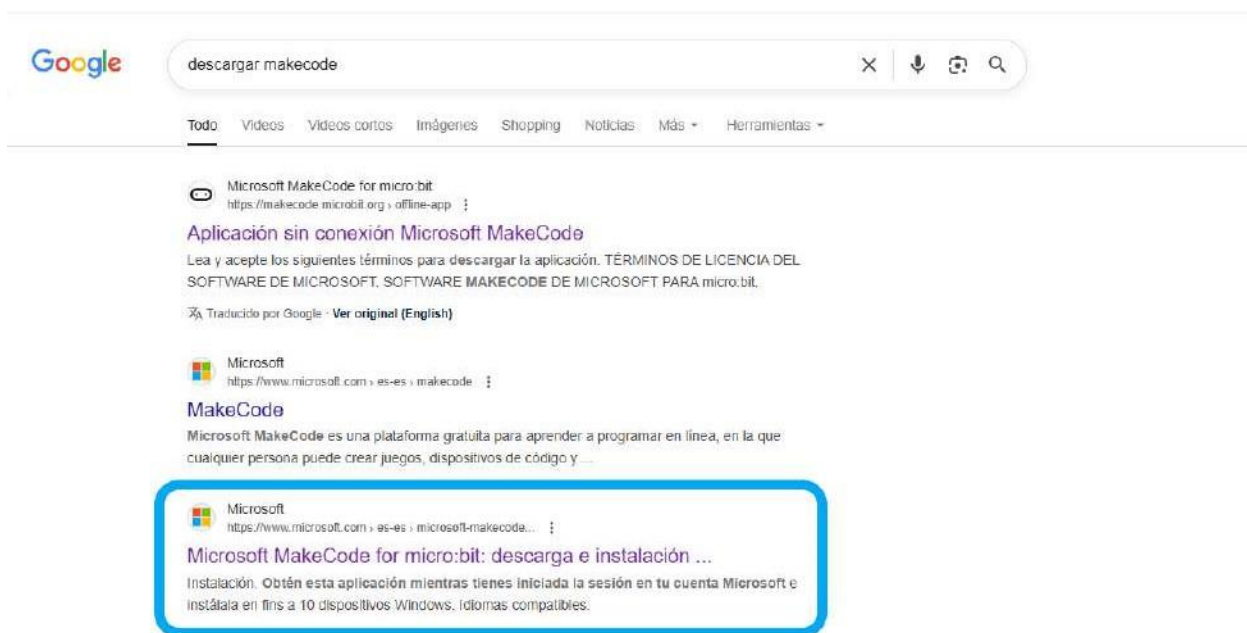 Google
descargar makecode
Todo Videos Videos cortos Imágenes Shopping Noticias Más Herramientas
Microsoft MakeCode for micro:bit
https://makecode.microbit.org › offline-app
Aplicación sin conexión Microsoft MakeCode
Lea y acepte los siguientes términos para descargar la aplicación. TÉRMINOS DE LICENCIA DEL
SOFTWARE DE MICROSOFT. SOFTWARE MAKECODE DE MICROSOFT PARA micro:bit.
Traducido por Google · Ver original (English)
Microsoft
https://www.microsoft.com › es-es › makecode
MakeCode
Microsoft MakeCode es una plataforma gratuita para aprender a programar en línea, en la que
cualquier persona puede crear juegos, dispositivos de código y ...
Microsoft
https://www.microsoft.com › es-es › microsoft-makecode...
Microsoft MakeCode for micro:bit: descarga e instalación ...
Instalación. Obtén esta aplicación mientras tienes iniciada la sesión en tu cuenta Microsoft e
instálala en fins a 10 dispositivos Windows. Idiomas compatibles.